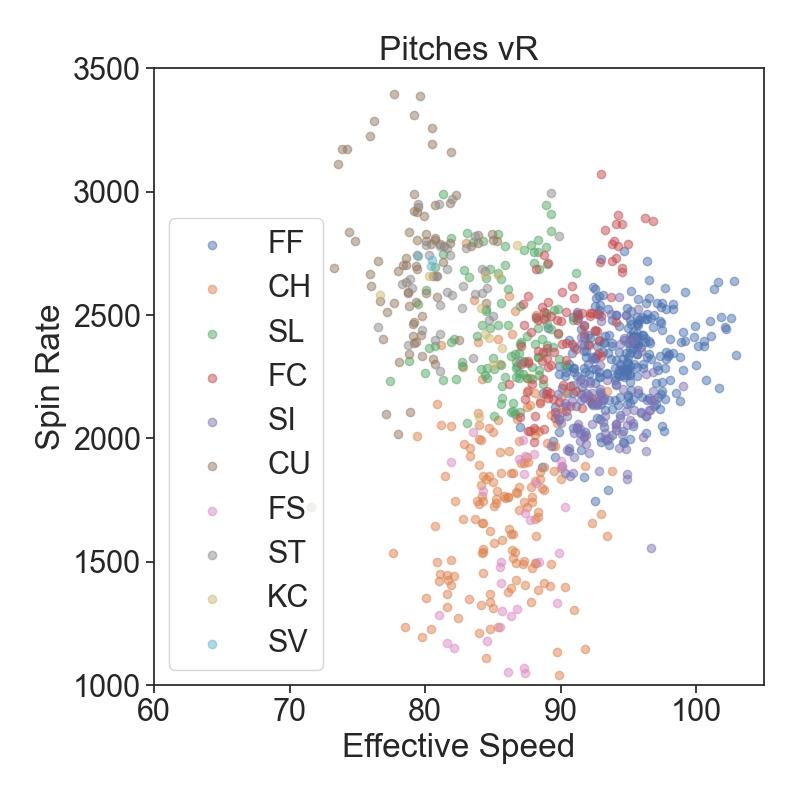 Pitches vR
3500
3000
2500
2000
1500
1000
Spin Rate
FF
CH
SL
FC
SI
CU
FS
ST
KC
SV
60 70 80 90 100
Effective Speed